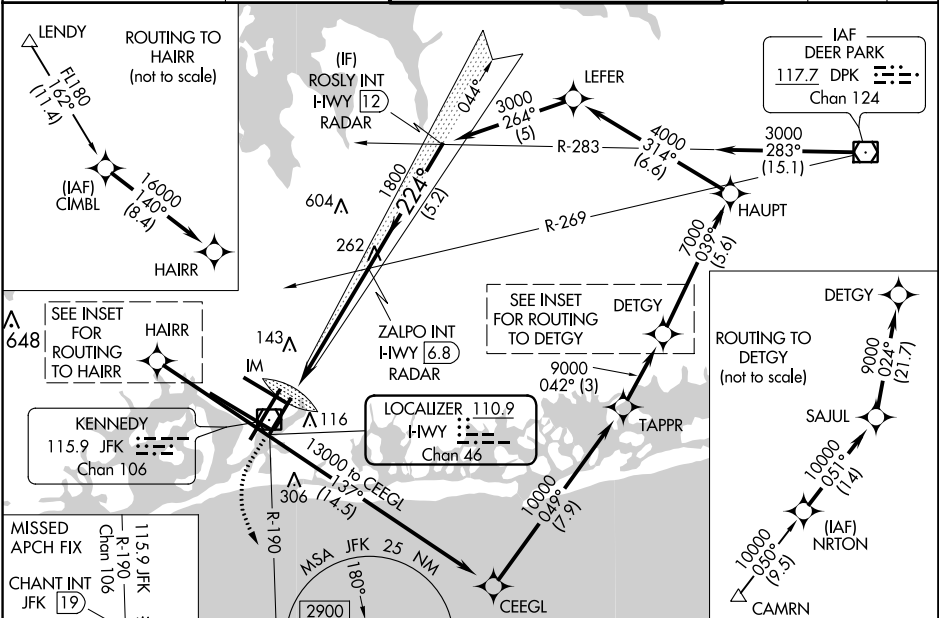 LENDY
ROUTING TO
HAIRR
(not to scale)
FL180
162°
(11.4)
(IAF)
CIMBL
16000
140°
(8.4)
HAIRR
(IF)
ROSLY INT
I-WY 12
RADAR
044°
3000
264°
(5)
LEFER
IAF
DEER PARK
117.7 DPK
Chan 124
4000
314°
(6.6)
R-283
3000
283°
(15.1)
1800
224°
(5.2)
604
R-269
HAUPT
262
7000
039°
(5.6)
648
SEE INSET
FOR
ROUTING
TO HAIRR
HAIRR
143
IM
ZALPO INT
I-IWY 6.8
RADAR
SEE INSET
FOR ROUTING
TO DETGY
DETGY
9000
042° (3)
TAPPR
ROUTING TO
DETGY
(not to scale)
DETGY
9000
024°
(21.7)
SAJUL
10000
051°
(14)
(IAF)
NRTON
10000
050°
(9.5)
CAMRN
KENNEDY
115.9 JFK
Chan 106
116
LOCALIZER 110.9
I-IWY
Chan 46
13000 to CEEGL
137°
(14.5)
306
R-190
10000
049°
(7.9)
CEEGL
MSA JFK 25 NM
180°
2900
MISSED
APCH FIX
CHANT INT
JFK 19
115.9 JFK
R-190
Chan 106